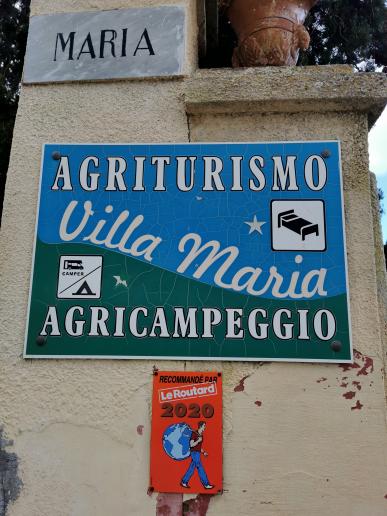 MARIA
AGRITURISMO
Villa Maria
CAMPER
AGRICAMPEGGIO
RECOMMANDÉ PAR
Le Routard
2020